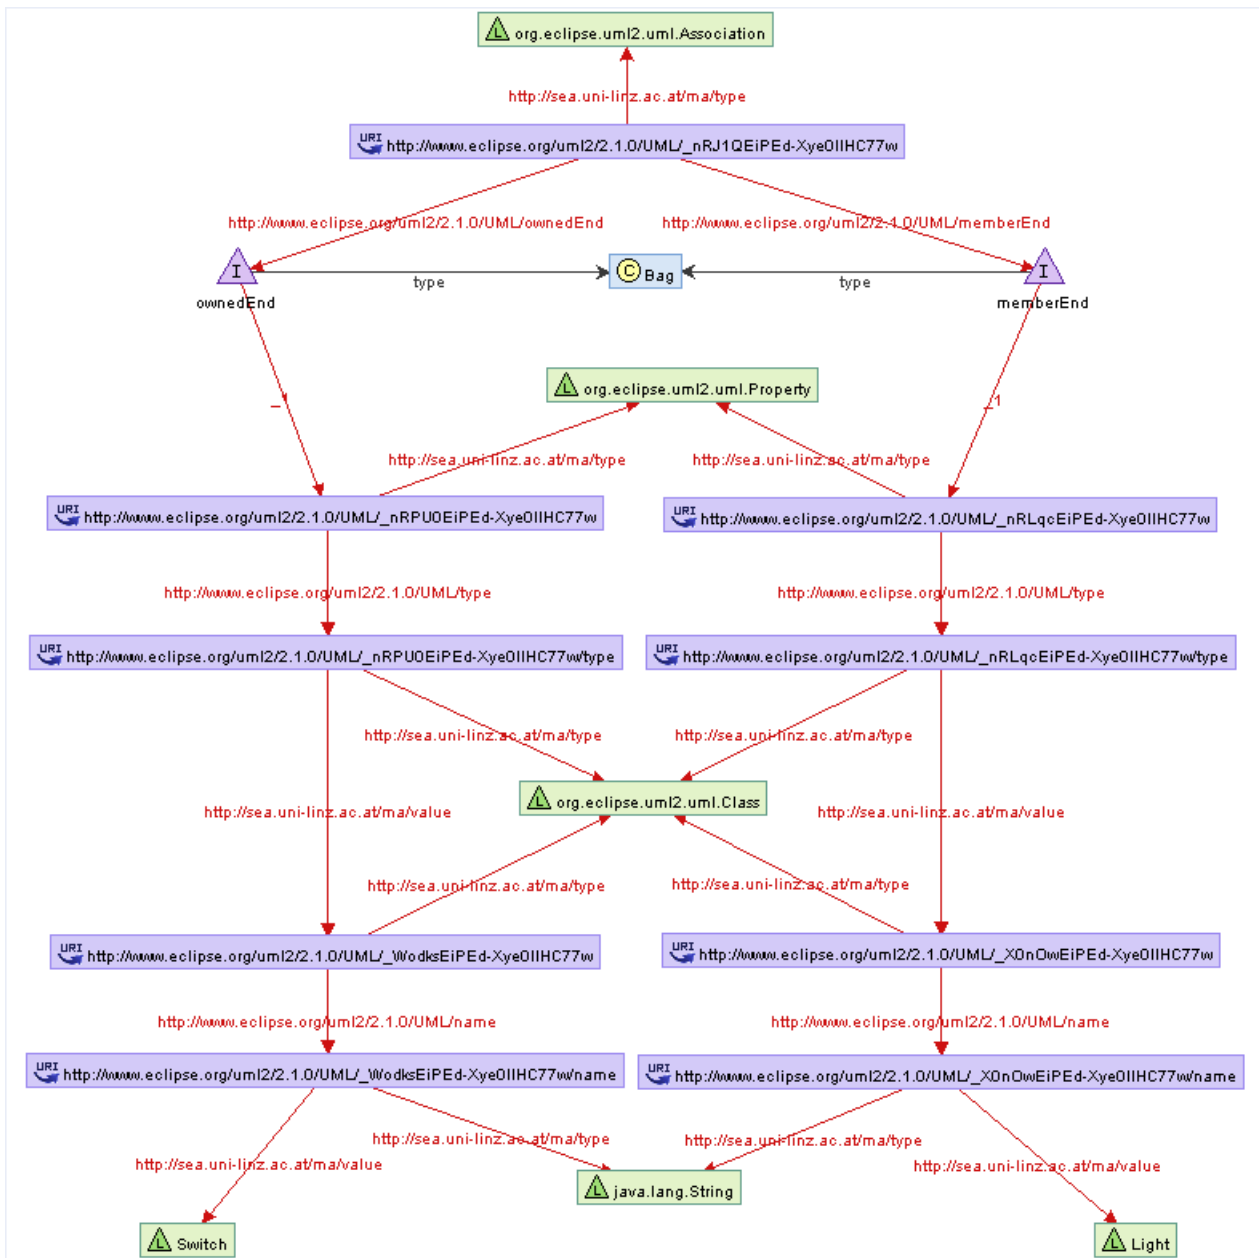 L org.eclipse.uml2.uml.Association
http://sea.uni-linz.ac.at/ma/type
URI http://www.eclipse.org/uml2/2.1.0/UML/_nRJ1QEiPEd-Xye0IIHC77w
http://www.eclipse.org/uml2/2.1.0/UML/ownedEnd http://www.eclipse.org/uml2/2.1.0/UML/memberEnd
I C Bag I
type type
ownedEnd memberEnd
L org.eclipse.uml2.uml.Property
_1 _1
http://sea.uni-linz.ac.at/ma/type http://sea.uni-linz.ac.at/ma/type
URI http://www.eclipse.org/uml2/2.1.0/UML/_nRPU0EiPEd-Xye0IIHC77w URI http://www.eclipse.org/uml2/2.1.0/UML/_nRLqcEiPEd-Xye0IIHC77w
http://www.eclipse.org/uml2/2.1.0/UML/type http://www.eclipse.org/uml2/2.1.0/UML/type
URI http://www.eclipse.org/uml2/2.1.0/UML/_nRPU0EiPEd-Xye0IIHC77w/type URI http://www.eclipse.org/uml2/2.1.0/UML/_nRLqcEiPEd-Xye0IIHC77w/type
http://sea.uni-linz.ac.at/ma/type http://sea.uni-linz.ac.at/ma/type
L org.eclipse.uml2.uml.Class
http://sea.uni-linz.ac.at/ma/value http://sea.uni-linz.ac.at/ma/value
http://sea.uni-linz.ac.at/ma/type http://sea.uni-linz.ac.at/ma/type
URI http://www.eclipse.org/uml2/2.1.0/UML/_WodksEiPEd-Xye0IIHC77w URI http://www.eclipse.org/uml2/2.1.0/UML/_X0nOwEiPEd-Xye0IIHC77w
http://www.eclipse.org/uml2/2.1.0/UML/name http://www.eclipse.org/uml2/2.1.0/UML/name
URI http://www.eclipse.org/uml2/2.1.0/UML/_WodksEiPEd-Xye0IIHC77w/name URI http://www.eclipse.org/uml2/2.1.0/UML/_X0nOwEiPEd-Xye0IIHC77w/name
http://sea.uni-linz.ac.at/ma/type http://sea.uni-linz.ac.at/ma/type
http://sea.uni-linz.ac.at/ma/value http://sea.uni-linz.ac.at/ma/value
L java.lang.String
L Switch L Light